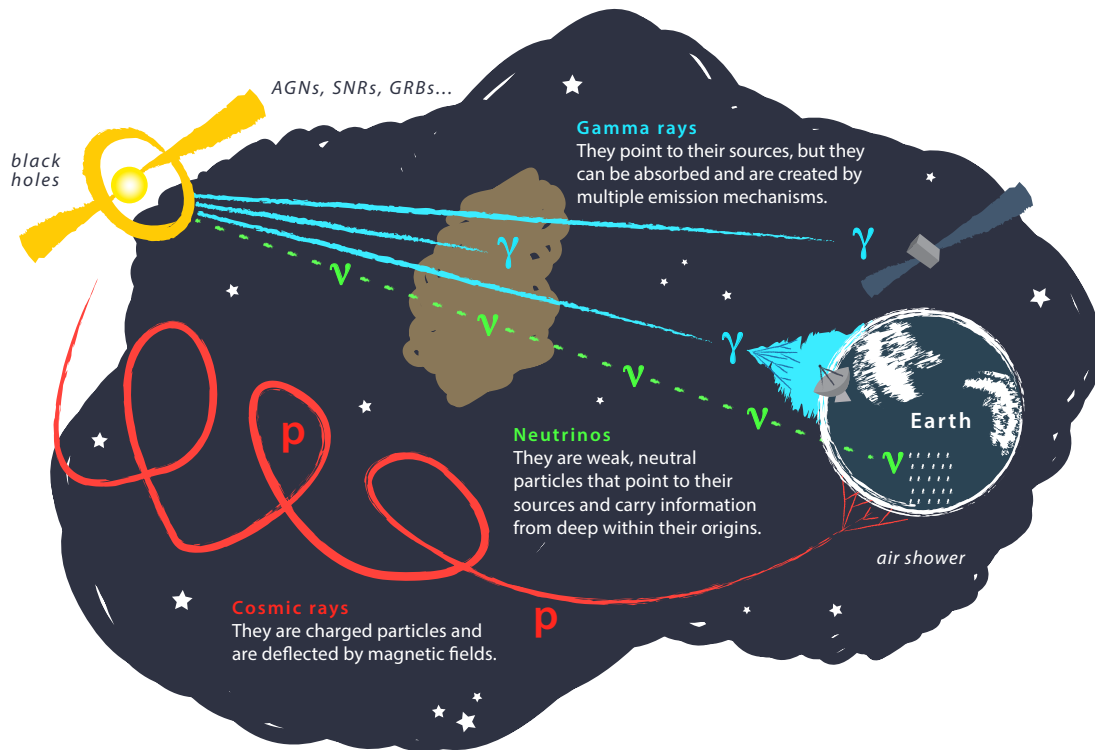 AGNs, SNRs, GRBs...
black
holes
Gamma rays
They point to their sources, but they
can be absorbed and are created by
multiple emission mechanisms.
γ
γ
ν
ν
γ
ν
ν
Earth
p
Neutrinos
They are weak, neutral
particles that point to their
sources and carry information
from deep within their origins.
ν
air shower
Cosmic rays
They are charged particles and
are deflected by magnetic fields.
p